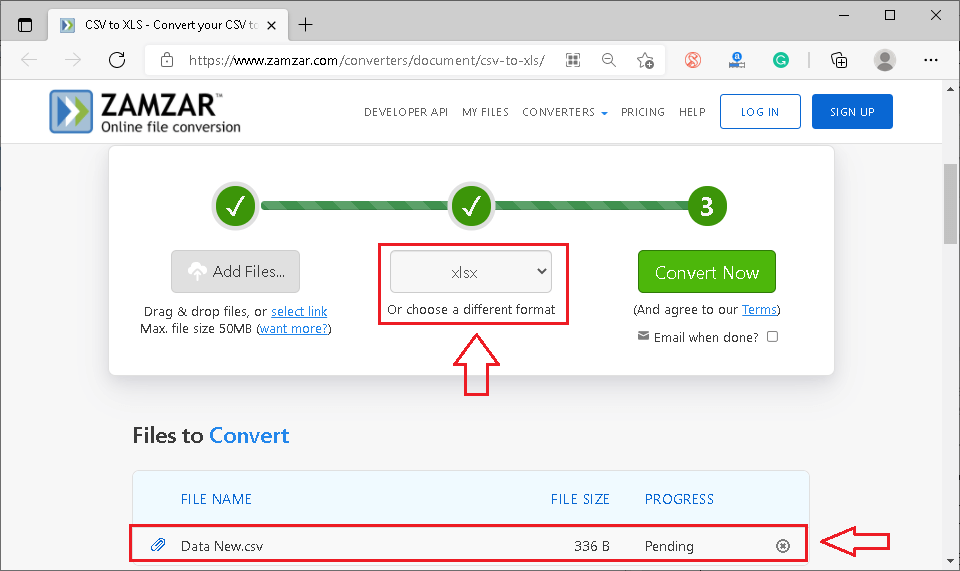 CSV to XLS - Convert your CSV to
https://www.zamzar.com/converters/document/csv-to-xls/
ZAMZAR™
Online file conversion
DEVELOPER API MY FILES CONVERTERS PRICING HELP LOG IN SIGN UP
3
Add Files... xlsx Convert Now
Drag & drop files, or select link Or choose a different format (And agree to our Terms)
Max. file size 50MB (want more?)
Email when done?
Files to Convert
FILE NAME FILE SIZE PROGRESS
Data New.csv 336 B Pending